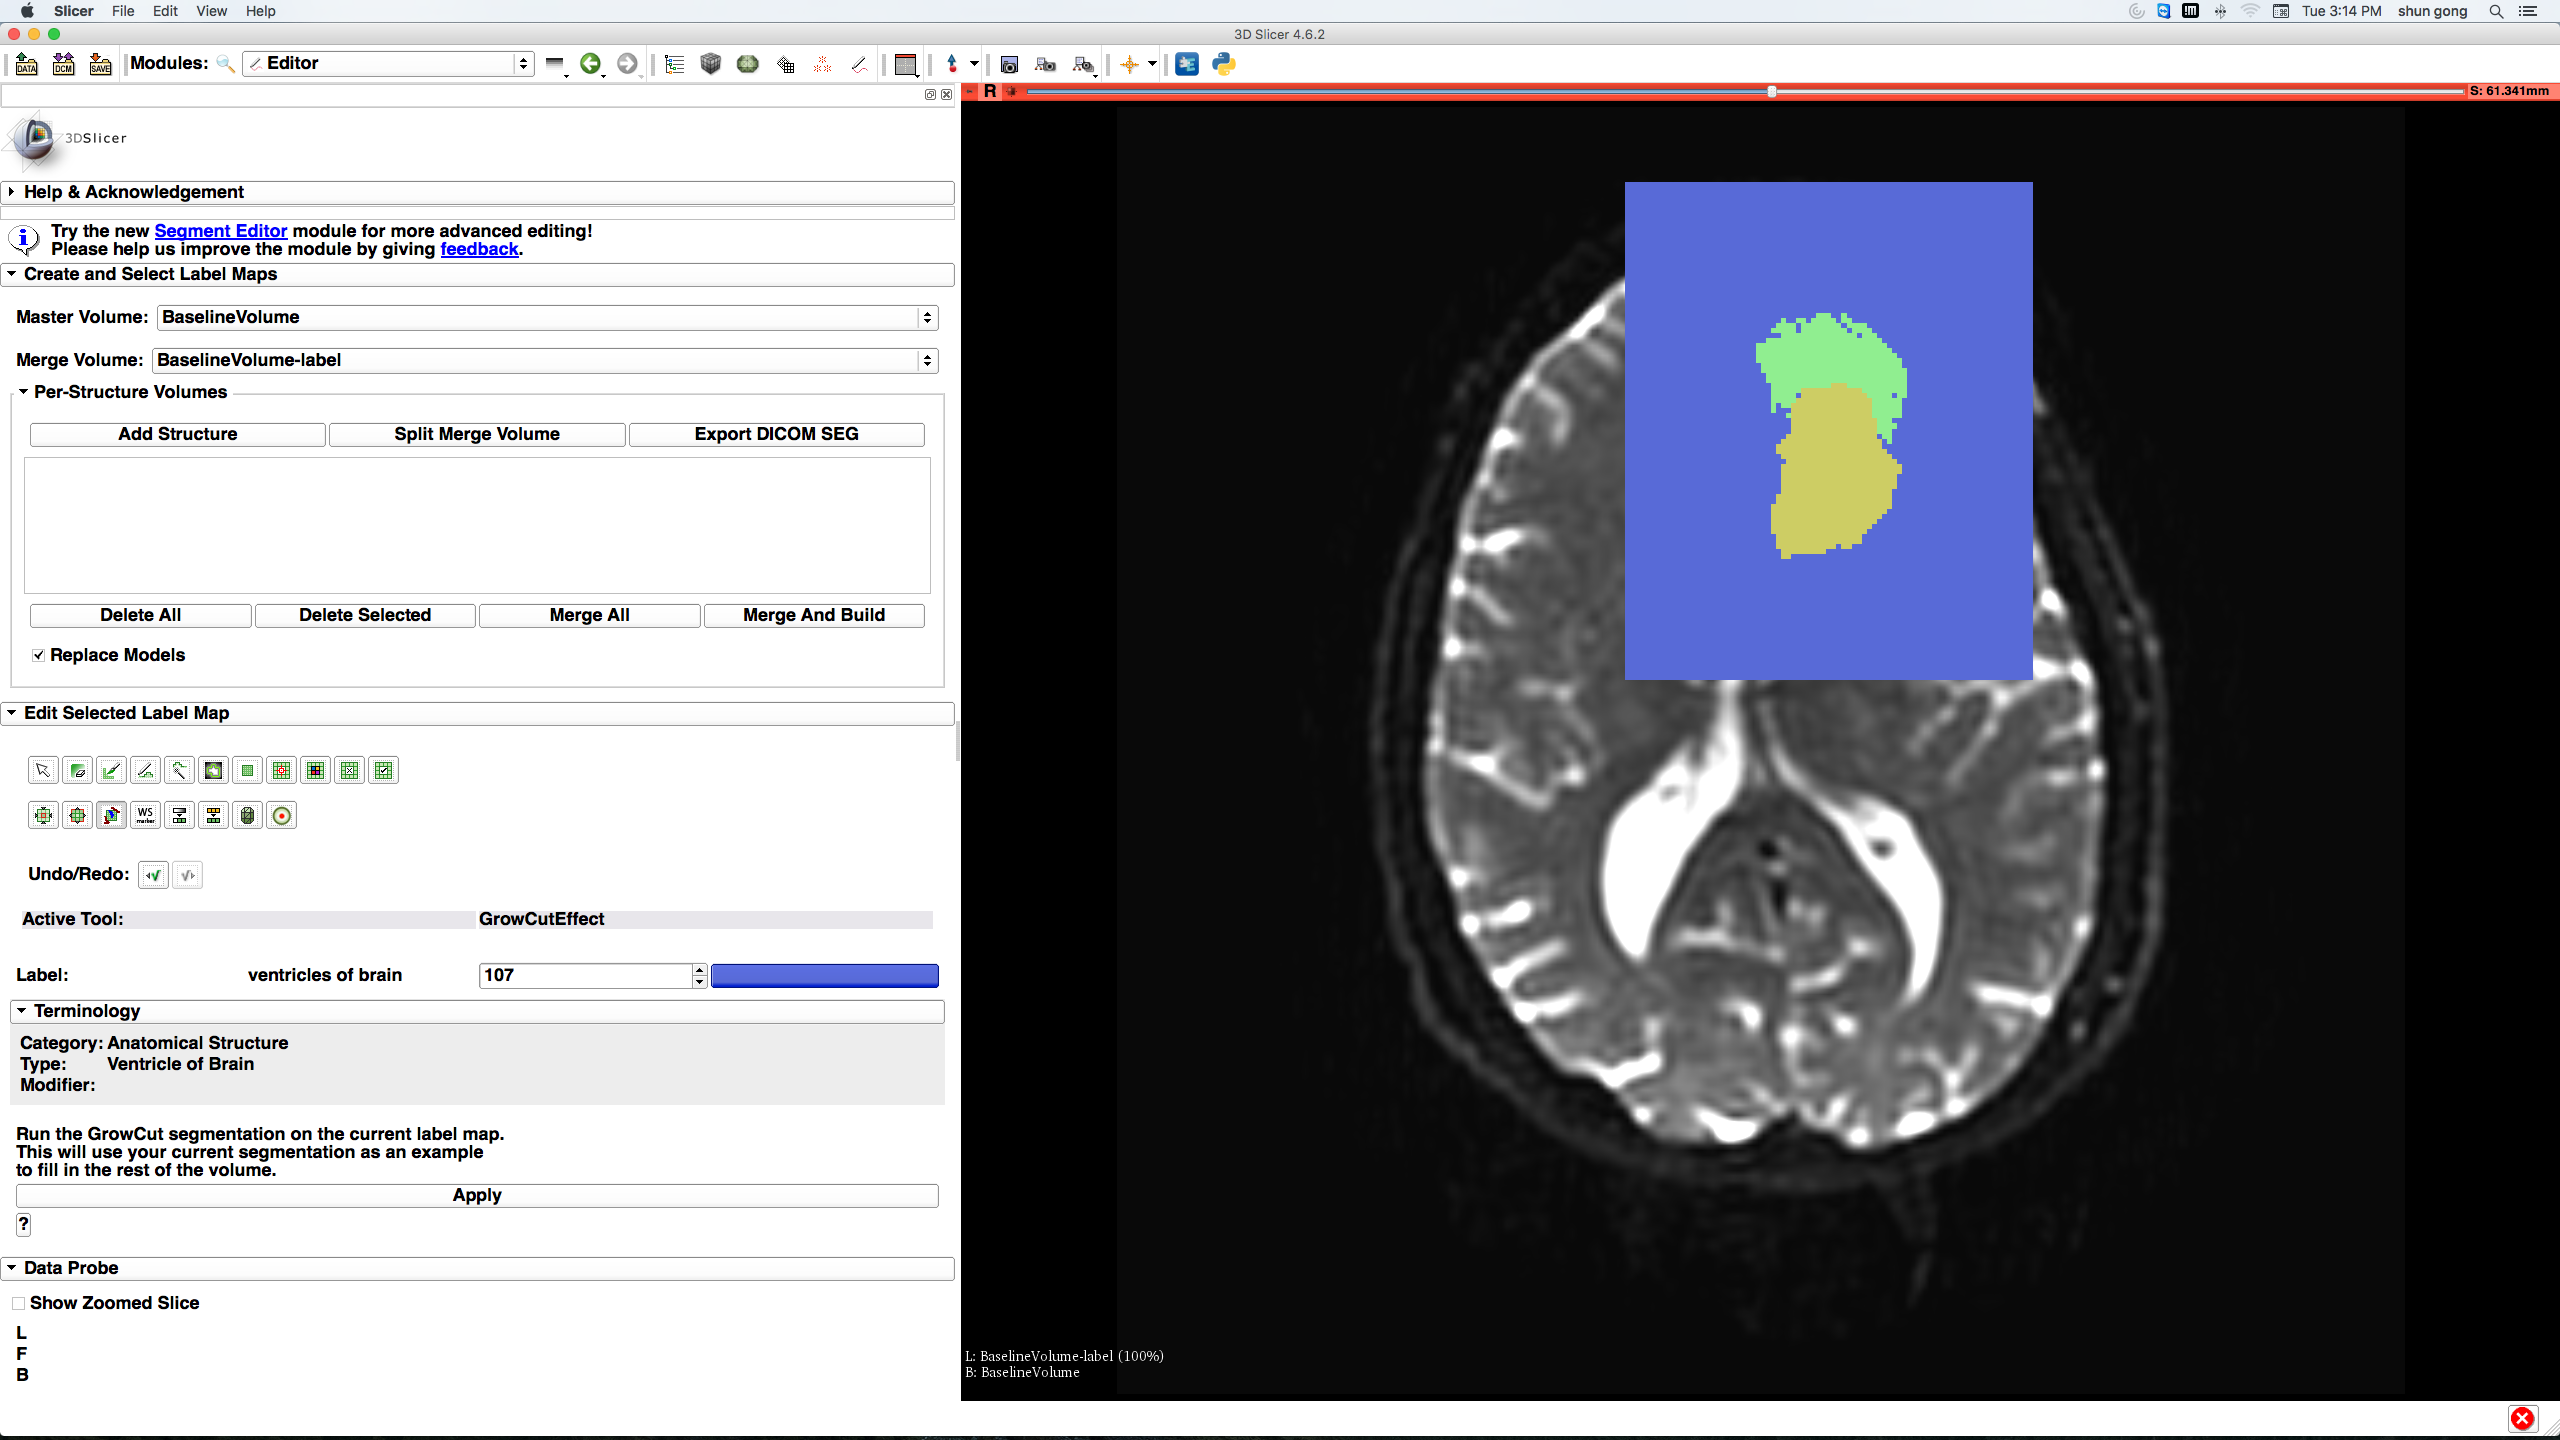 Slicer File Edit View Help
Tue 3:14 PM shun gong
3D Slicer 4.6.2
DATA DCM SAVE Modules: Editor
R S: 61.341mm
3DSlicer
Help & Acknowledgement
Try the new Segment Editor module for more advanced editing!
Please help us improve the module by giving feedback.
Create and Select Label Maps
Master Volume: BaselineVolume
Merge Volume: BaselineVolume-label
Per-Structure Volumes
Add Structure Split Merge Volume Export DICOM SEG
Delete All Delete Selected Merge All Merge And Build
Replace Models
Edit Selected Label Map
WS
marker
Undo/Redo:
Active Tool: GrowCutEffect
Label: ventricles of brain 107
Terminology
Category: Anatomical Structure
Type: Ventricle of Brain
Modifier:
Run the GrowCut segmentation on the current label map.
This will use your current segmentation as an example
to fill in the rest of the volume.
Apply
?
Data Probe
Show Zoomed Slice
L
F
B
L: BaselineVolume-label (100%)
B: BaselineVolume